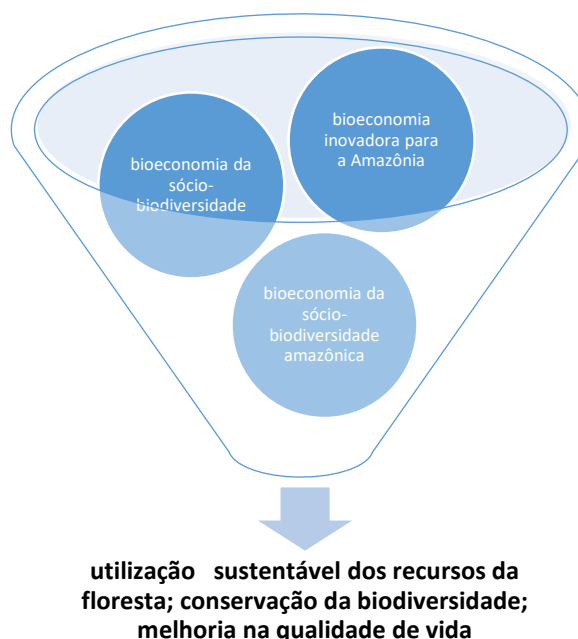 bioeconomia
inovadora para
a Amazônia
bioeconomia da
sócio-
biodiversidade
bioeconomia da
sócio-
biodiversidade
amazônica
utilização sustentável dos recursos da
floresta; conservação da biodiversidade;
melhoria na qualidade de vida